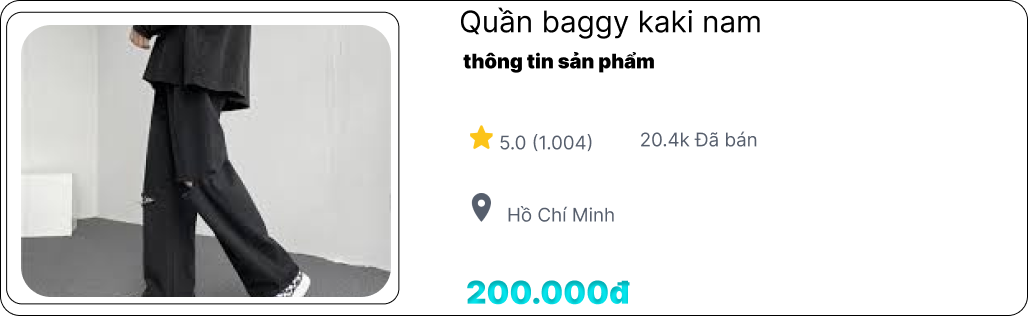 Quần baggy kaki nam
thông tin sản phẩm
5.0 (1.004) 20.4k Đã bán
Hồ Chí Minh
200.000đ